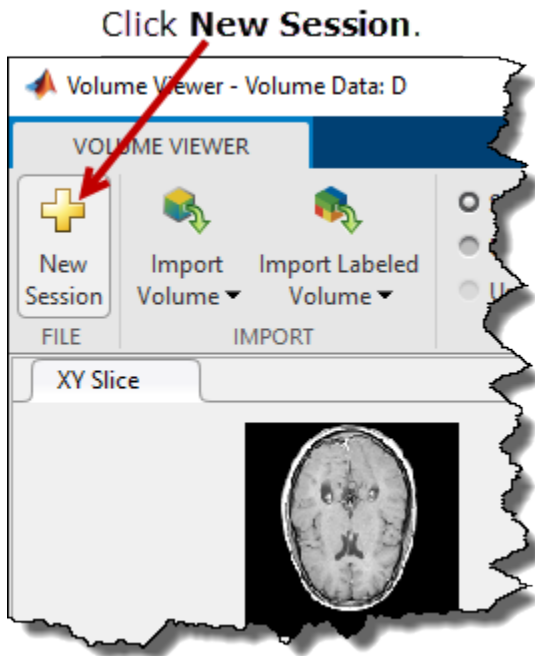 Click New Session.
Volume Viewer - Volume Data: D
VOLUME VIEWER
New Session
Import Volume
Import Labeled Volume
FILE
IMPORT
XY Slice